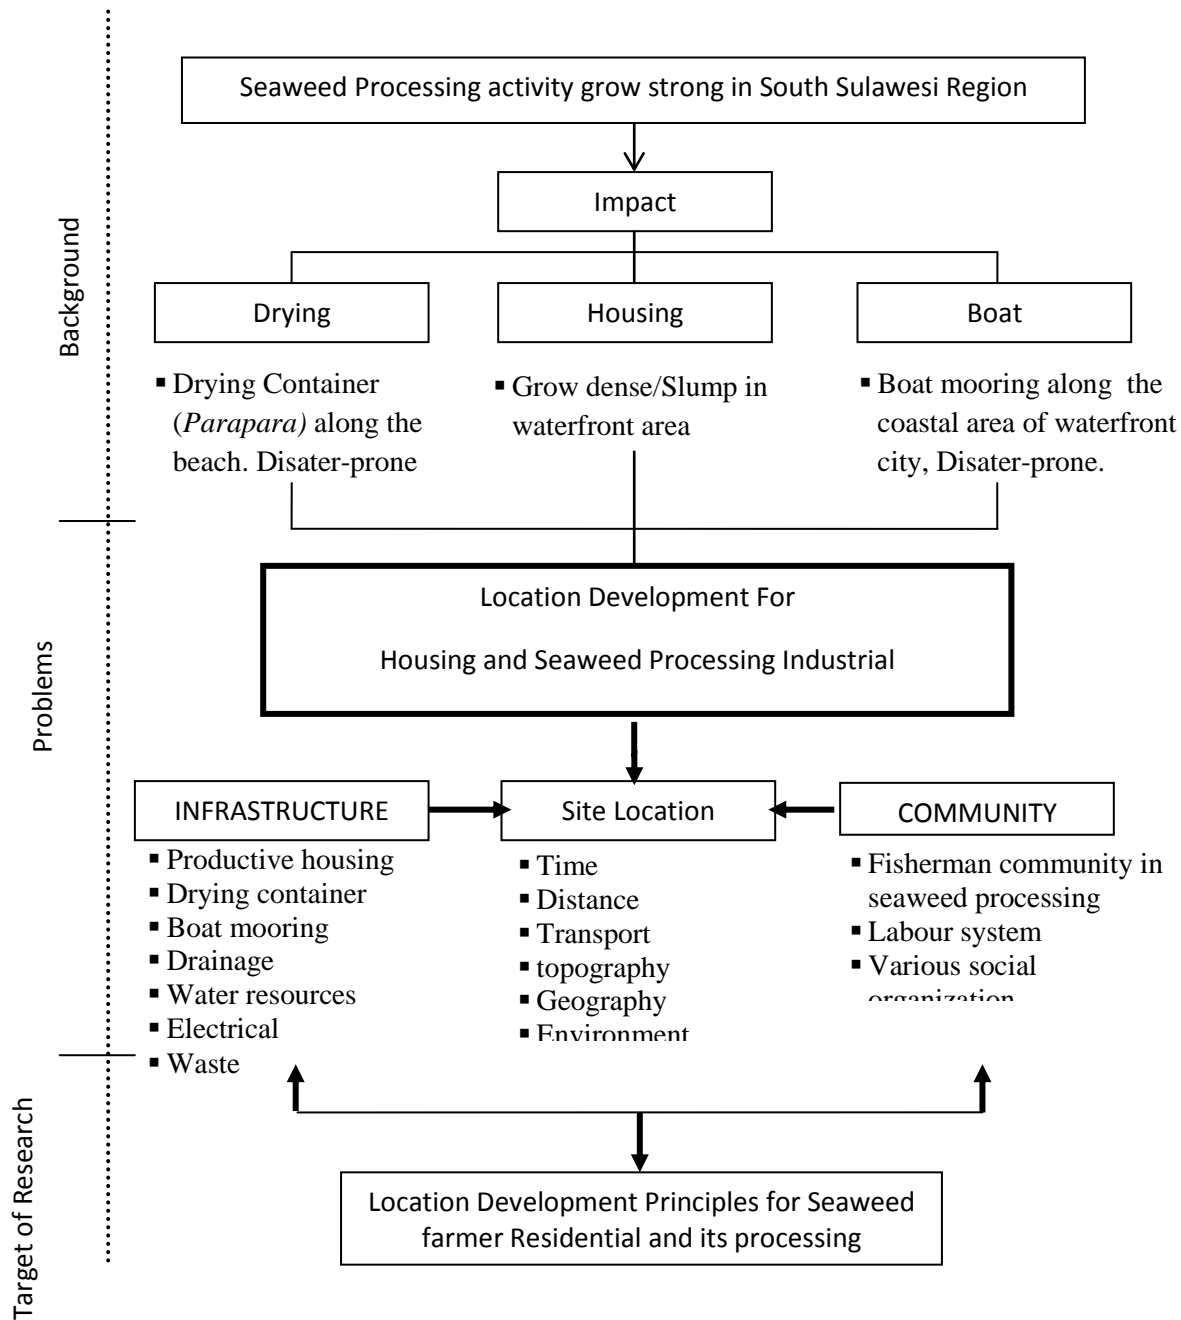 Seaweed Processing activity grow strong in South Sulawesi Region
Impact
Background
Drying
Housing
Boat
▪ Drying Container
(Parapara) along the
beach. Disater-prone
▪ Grow dense/Slump in
waterfront area
▪ Boat mooring along the
coastal area of waterfront
city, Disater-prone.
Problems
Location Development For
Housing and Seaweed Processing Industrial
INFRASTRUCTURE
▪ Productive housing
▪ Drying container
▪ Boat mooring
▪ Drainage
▪ Water resources
▪ Electrical
▪ Waste
Site Location
▪ Time
▪ Distance
▪ Transport
▪ topography
▪ Geography
▪ Environment
COMMUNITY
▪ Fisherman community in
seaweed processing
▪ Labour system
▪ Various social
organization
Target of Research
Location Development Principles for Seaweed
farmer Residential and its processing